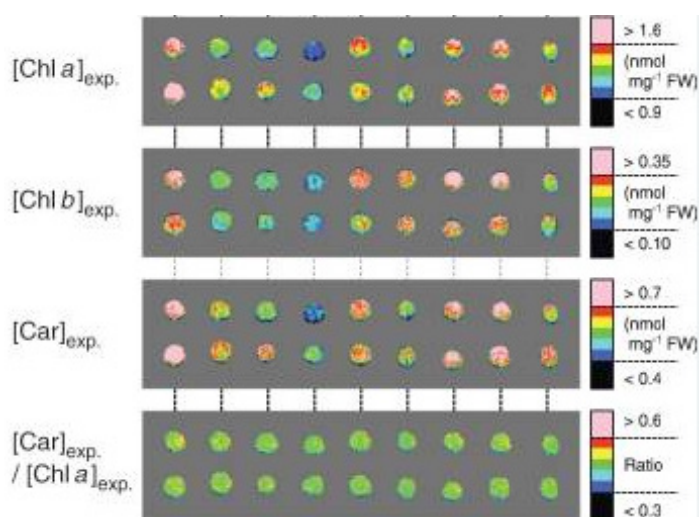 [Chl a]exp.
> 1.6
(nmol
mg-1 FW)
< 0.9
[Chl b]exp.
> 0.35
(nmol
mg-1 FW)
< 0.10
[Car]exp.
> 0.7
(nmol
mg-1 FW)
< 0.4
[Car]exp.
/ [Chl a]exp.
> 0.6
Ratio
< 0.3